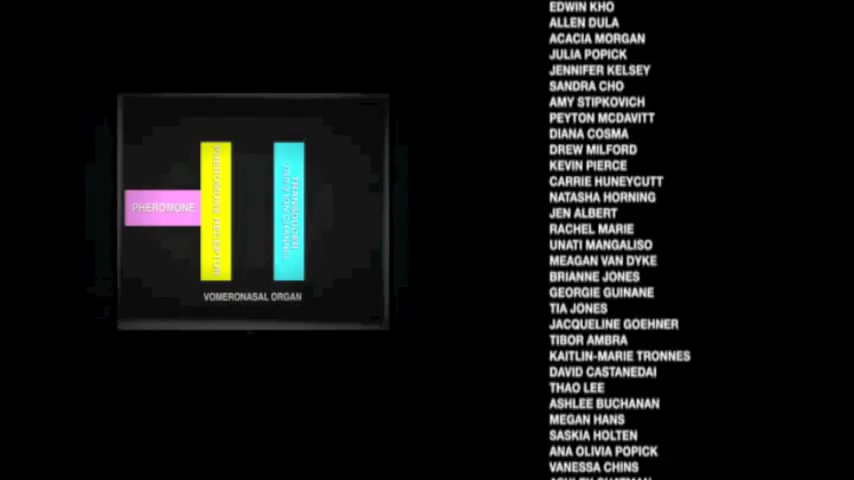 PHEROMONE
PHEROMONE RECEPTOR
TRANSDUCER
VOMERONASAL ORGAN
EDWIN KHO
ALLEN DULA
ACACIA MORGAN
JULIA POPICK
JENNIFER KELSEY
SANDRA CHO
AMY STIPKOVICH
PEYTON MCDAVITT
DIANA COSMA
DREW MILFORD
KEVIN PIERCE
CARRIE HUNEYCUTT
NATASHA HORNING
JEN ALBERT
RACHEL MARIE
UNATI MANGALISO
MEAGAN VAN DYKE
BRIANNE JONES
GEORGIE GUINANE
TIA JONES
JACQUELINE GOEHNER
TIBOR AMBRA
KAITLIN-MARIE TRONNES
DAVID CASTANEDAI
THAO LEE
ASHLEE BUCHANAN
MEGAN HANS
SASKIA HOLTEN
ANA OLIVIA POPICK
VANESSA CHINS